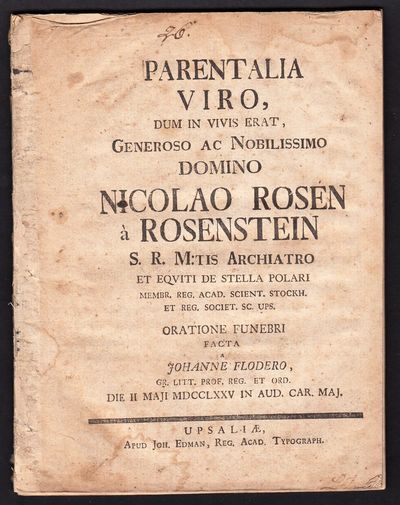 26.
PARENTALIA
VIRO,
DUM IN VIVIS ERAT,
GENEROSO AC NOBILISSIMO
DOMINO
NICOLAO ROSÉN
à ROSENSTEIN
S. R. M:TIS ARCHIATRO
ET EQVITI DE STELLA POLARI
MEMBR. REG. ACAD. SCIENT. STOCKH.
ET REG. SOCIET. SC. UPS.
ORATIONE FUNEBRI
FACTA
A
JOHANNE FLODERO,
GR. LITT. PROF. REG. ET ORD.
DIE II MAJI MDCCLXXV IN AUD. CAR. MAJ.
UPSALIÆ,
APUD JOH. EDMAN, REG. ACAD. TYPOGRAPH.